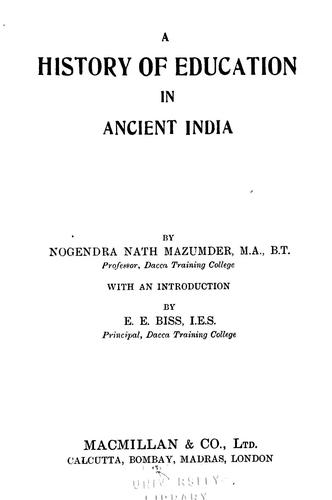 A
HISTORY OF EDUCATION
IN
ANCIENT INDIA
BY
NOGENDRA NATH MAZUMDER, M.A., B.T.
Professor, Dacca Training College
WITH AN INTRODUCTION
BY
E. E. BISS, I.E.S.
Principal, Dacca Training College
MACMILLAN & CO., LTD.
CALCUTTA, BOMBAY, MADRAS, LONDON